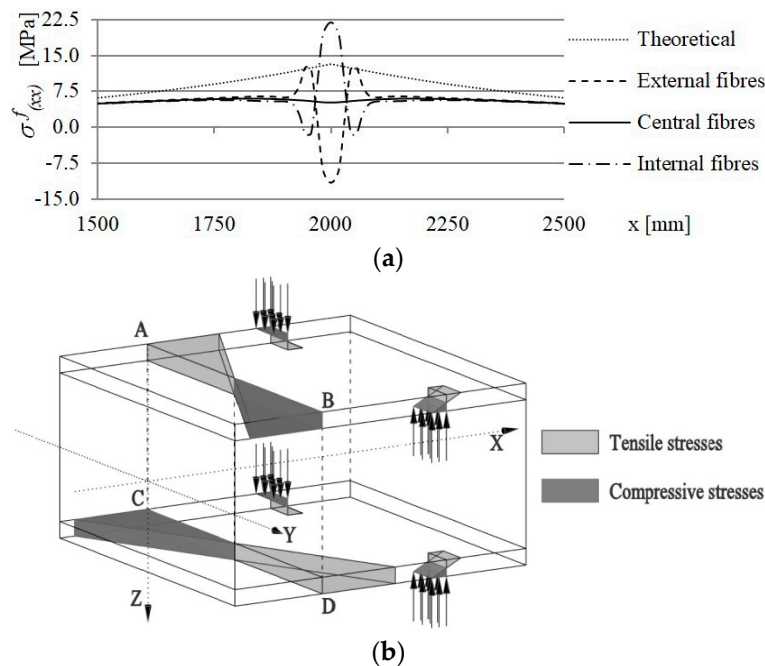 σ f(xx) [MPa]
22.5
15.0
7.5
0.0
-7.5
-15.0
1500 1750 2000 2250 2500 x [mm]
Theoretical
External fibres
Central fibres
Internal fibres
(a)
A
B
X
C
Y
Z
D
Tensile stresses
Compressive stresses
(b)